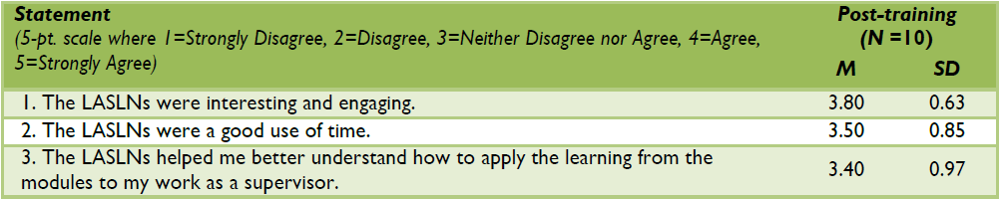 Statement Post-training
(5-pt. scale where 1=Strongly Disagree, 2=Disagree, 3=Neither Disagree nor Agree, 4=Agree, (N =10)
5=Strongly Agree) M SD
1. The LASLNs were interesting and engaging. 3.80 0.63
2. The LASLNs were a good use of time. 3.50 0.85
3. The LASLNs helped me better understand how to apply the learning from the
modules to my work as a supervisor. 3.40 0.97